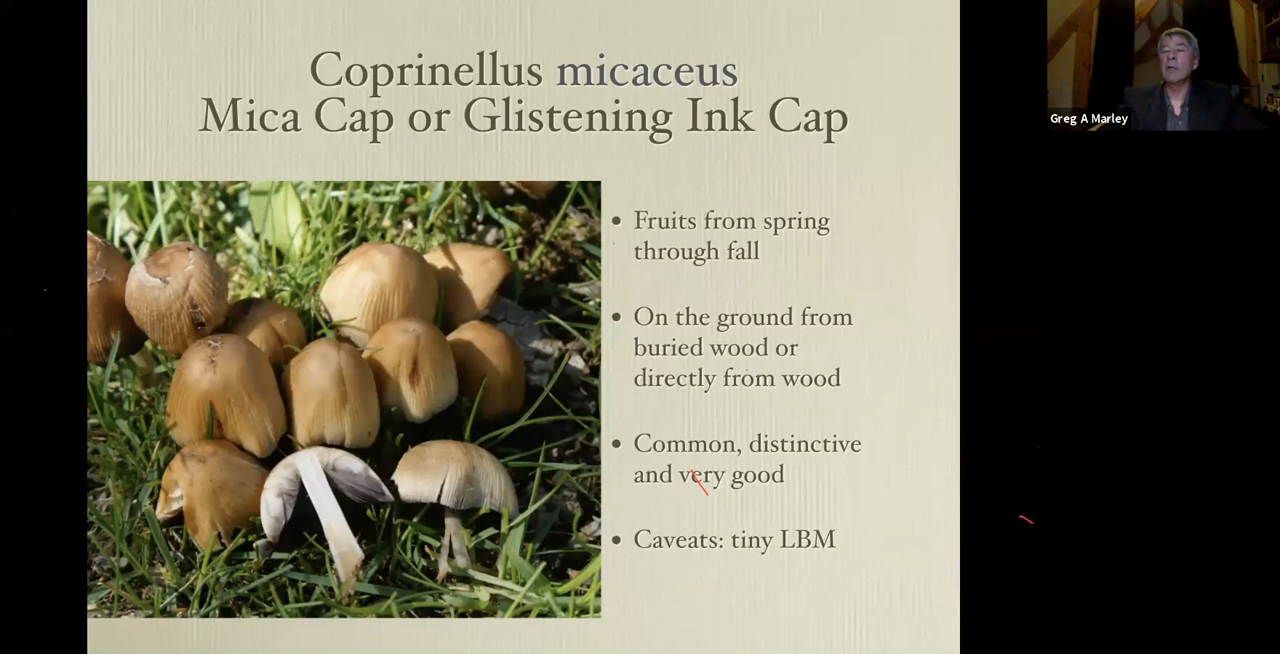 Coprinellus micaceus
Mica Cap or Glistening Ink Cap
Greg A Marley
• Fruits from spring
through fall
• On the ground from
buried wood or
directly from wood
• Common, distinctive
and very good
• Caveats: tiny LBM